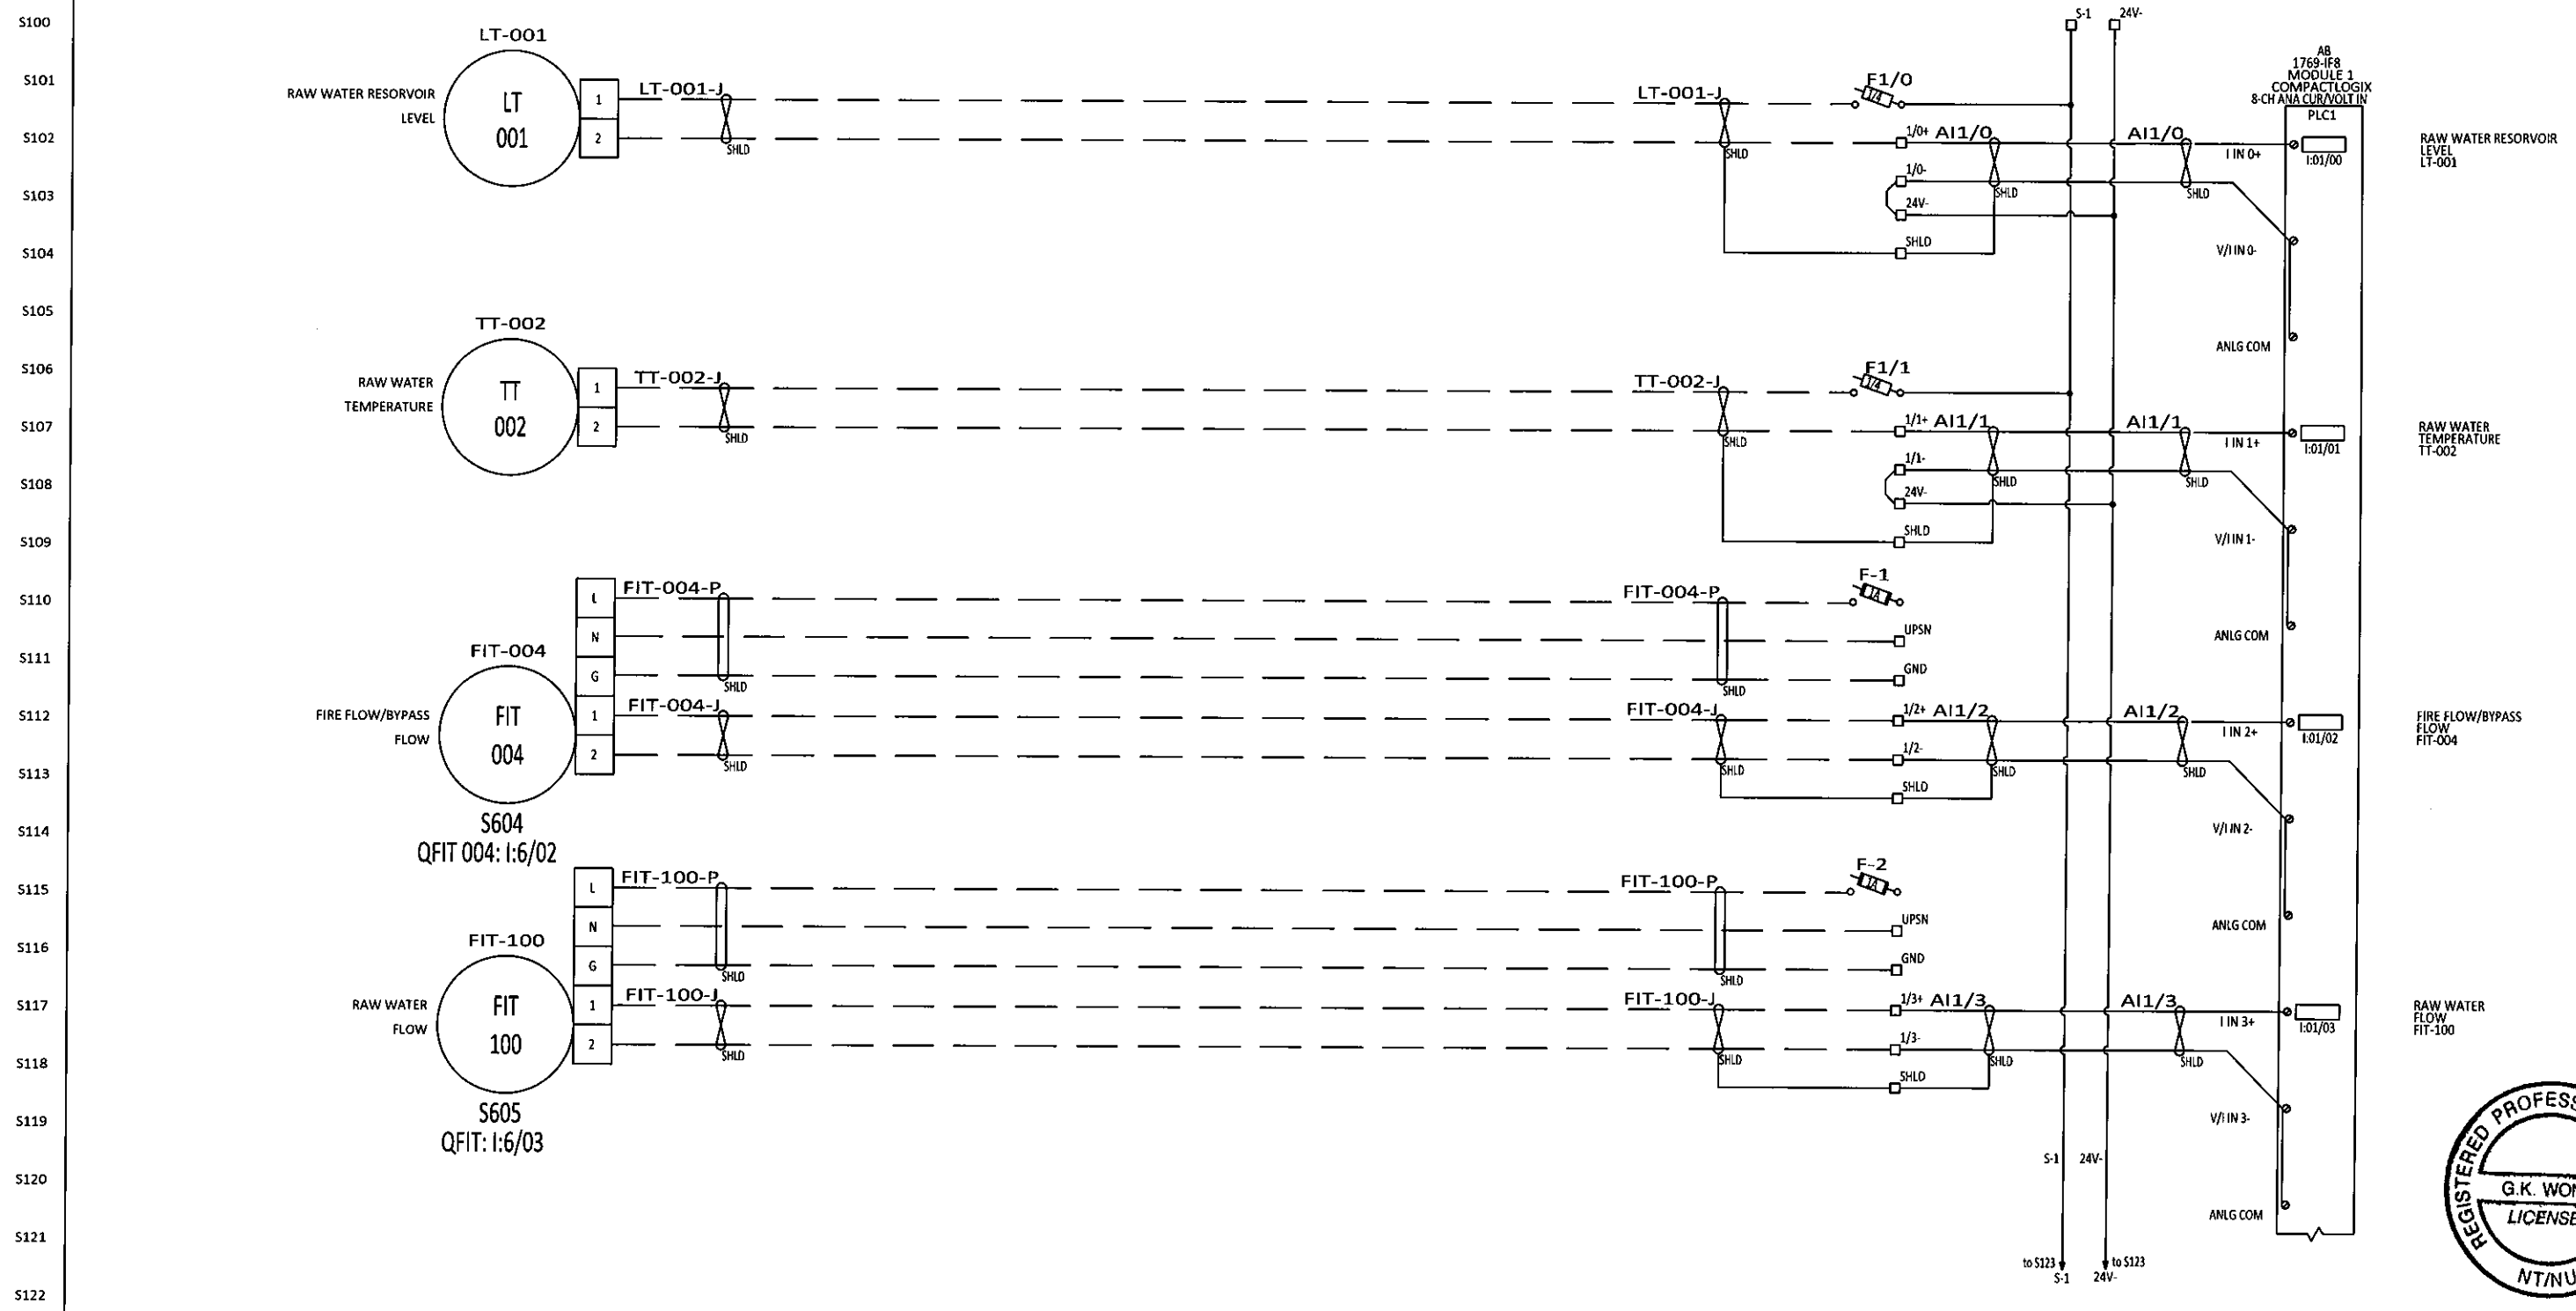 S100
S101
S102
S103
S104
S105
S106
S107
S108
S109
S110
S111
S112
S113
S114
S115
S116
S117
S118
S119
S120
S121
S122
S-1
24V-
LT-001
RAW WATER RESORVOIR
LEVEL
LT
001
1
2
LT-001-J
SHLD
LT-001-J
SHLD
F1/0
1/4
1/0+
AI1/0
1/0-
SHLD
24V-
SHLD
AI1/0
SHLD
I IN 0+
V/I IN 0-
ANLG COM
AB
1769-IF8
MODULE 1
COMPACTLOGIX
8-CH ANA CUR/VOLT IN
PLC1
I:01/00
RAW WATER RESORVOIR
LEVEL
LT-001
TT-002
RAW WATER
TEMPERATURE
TT
002
1
2
TT-002-J
SHLD
TT-002-J
SHLD
F1/1
1/4
1/1+
AI1/1
1/1-
SHLD
24V-
SHLD
AI1/1
SHLD
I IN 1+
V/I IN 1-
ANLG COM
I:01/01
RAW WATER
TEMPERATURE
TT-002
FIT-004
FIRE FLOW/BYPASS
FLOW
FIT
004
L
N
G
1
2
FIT-004-P
SHLD
FIT-004-J
SHLD
FIT-004-P
SHLD
FIT-004-J
SHLD
F-1
1A
UPSN
GND
1/2+
AI1/2
1/2-
SHLD
SHLD
AI1/2
SHLD
I IN 2+
V/I IN 2-
ANLG COM
I:01/02
FIRE FLOW/BYPASS
FLOW
FIT-004
S604
QFIT 004: I:6/02
FIT-100
RAW WATER
FLOW
FIT
100
L
N
G
1
2
FIT-100-P
SHLD
FIT-100-J
SHLD
FIT-100-P
SHLD
FIT-100-J
SHLD
F-2
1A
UPSN
GND
1/3+
AI1/3
1/3-
SHLD
SHLD
AI1/3
SHLD
I IN 3+
V/I IN 3-
ANLG COM
I:01/03
RAW WATER
FLOW
FIT-100
S605
QFIT: I:6/03
S-1
24V-
to S123
S-1
to S123
24V-
REGISTERED PROFESS
G.K. WON
LICENSE
NT/NU